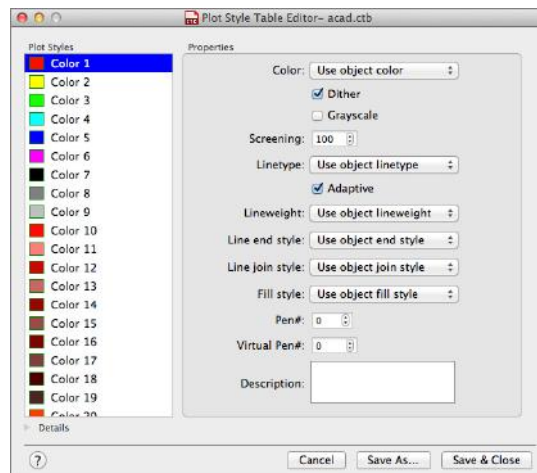 Plot Style Table Editor- acad.ctb
Plot Styles
Color 1
Color 2
Color 3
Color 4
Color 5
Color 6
Color 7
Color 8
Color 9
Color 10
Color 11
Color 12
Color 13
Color 14
Color 15
Color 16
Color 17
Color 18
Color 19
Color 20
Details
Properties
Color: Use object color
Dither
Grayscale
Screening: 100
Linetype: Use object linetype
Adaptive
Lineweight: Use object lineweight
Line end style: Use object end style
Line join style: Use object join style
Fill style: Use object fill style
Pen#: 0
Virtual Pen#: 0
Description:
?
Cancel Save As... Save & Close